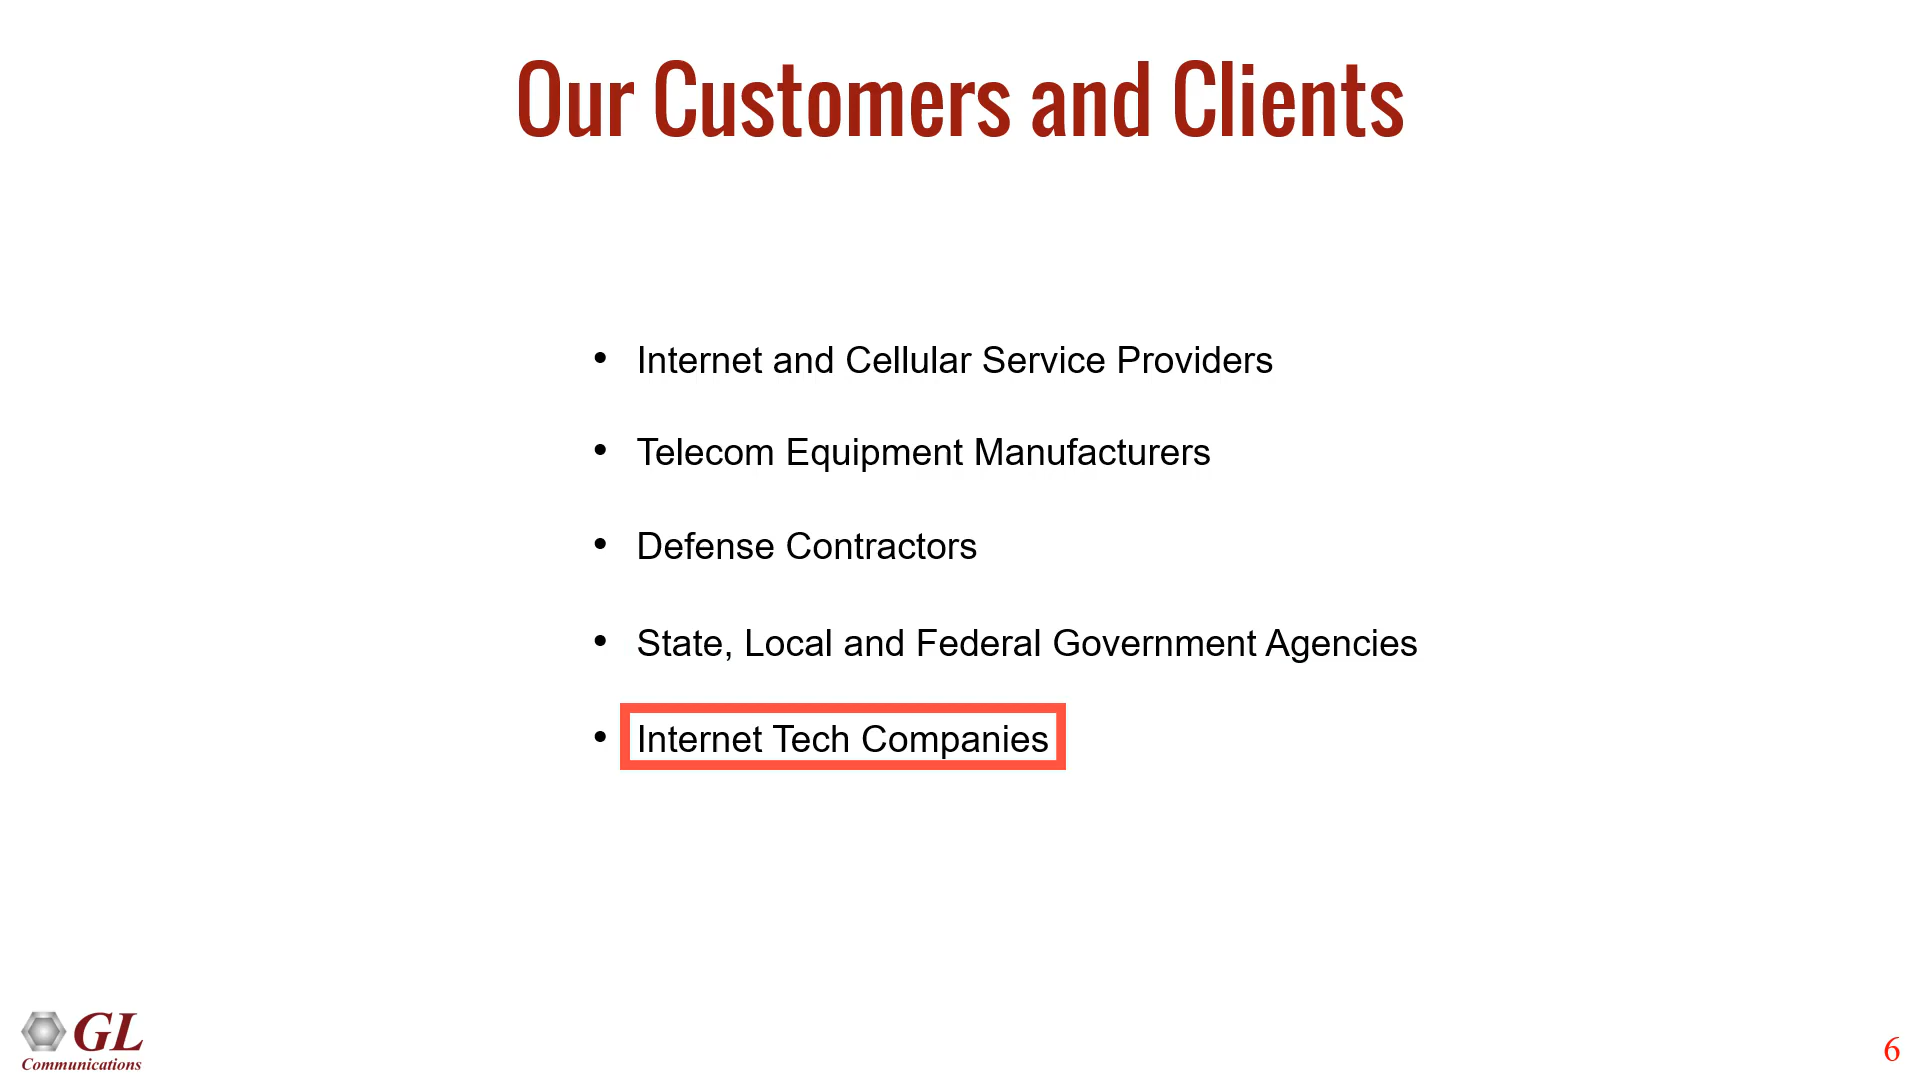 Our Customers and Clients
• Internet and Cellular Service Providers
• Telecom Equipment Manufacturers
• Defense Contractors
• State, Local and Federal Government Agencies
• Internet Tech Companies
GL
Communications
6